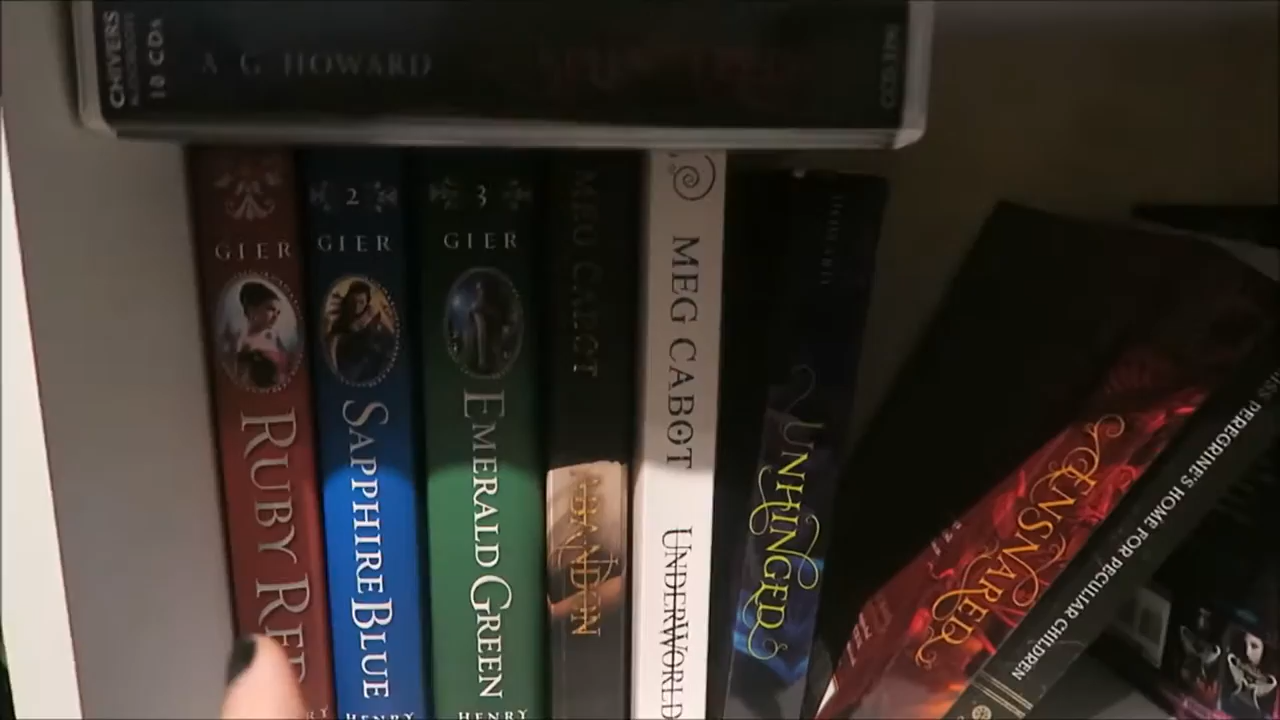 CHIVERS
10 CDs
A G HOWARD
GIER
RUBY RED
2
GIER
SAPPHIRE BLUE
HENRY
3
GIER
EMERALD GREEN
HENRY
MEG CABOT
ABANDON
MEG CABOT
UNDERWORLD
UNHINGED
ENSNARED
MISS PEREGRINE'S HOME FOR PECULIAR CHILDREN